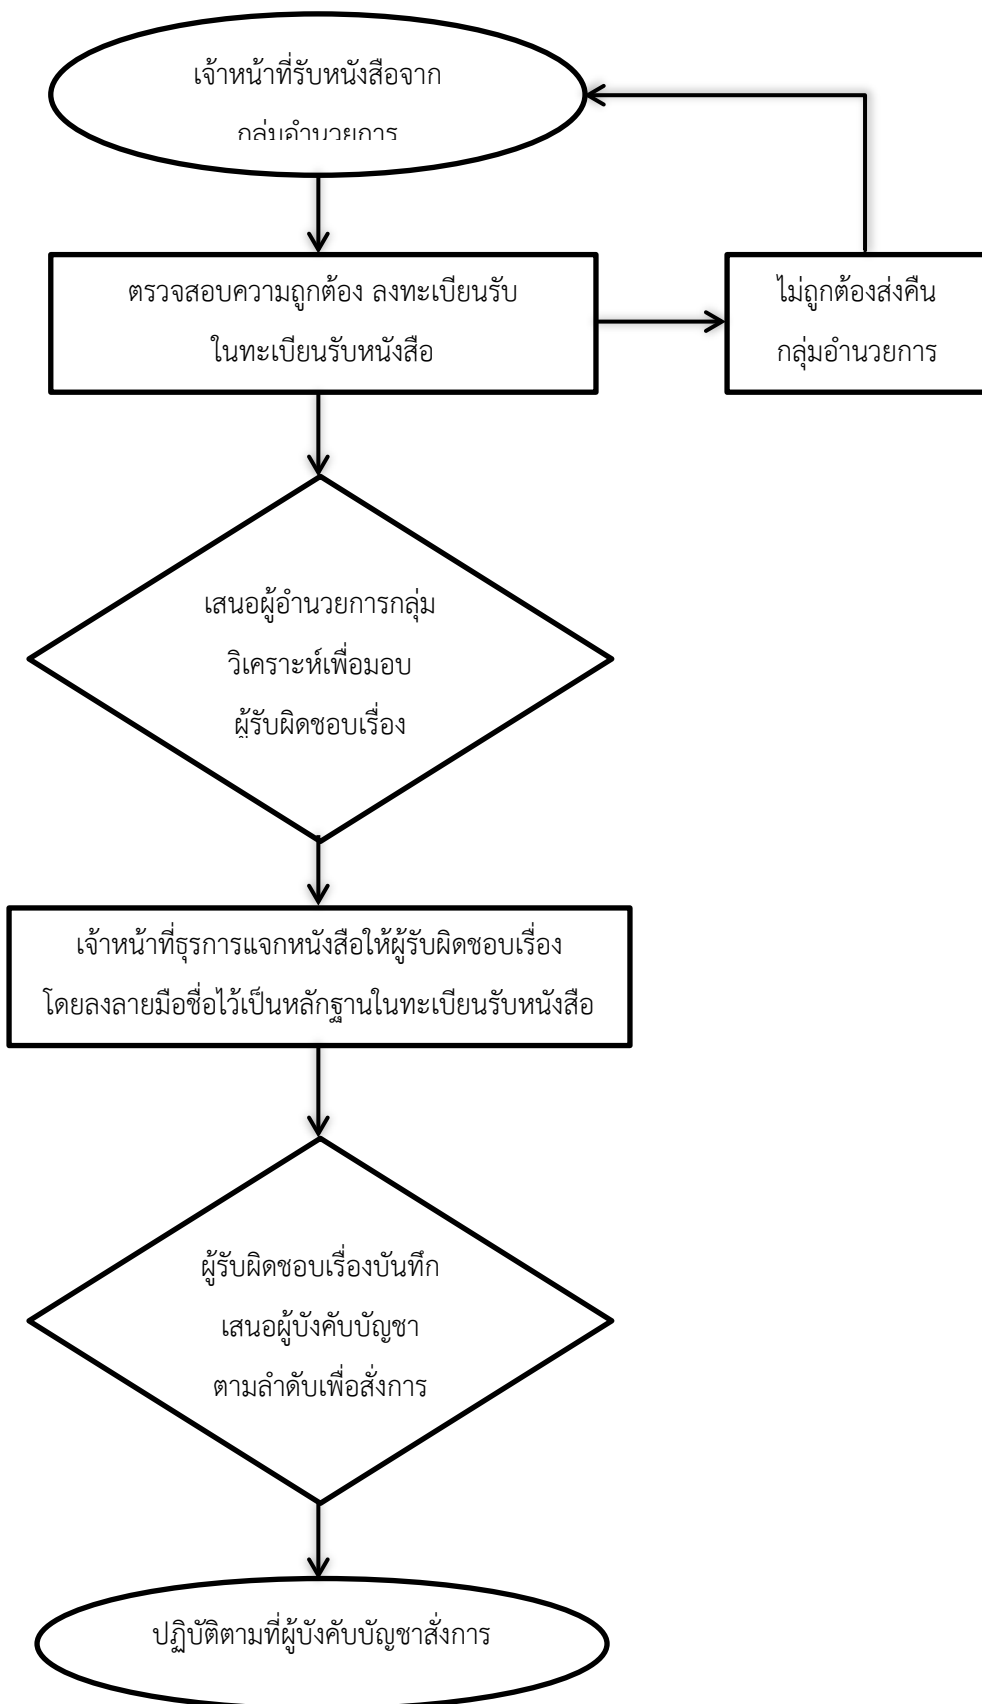 เจ้าหน้าที่รับหนังสือจาก
กลุ่มอำนวยการ
ตรวจสอบความถูกต้อง ลงทะเบียนรับ
ในทะเบียนรับหนังสือ
ไม่ถูกต้องส่งคืน
กลุ่มอำนวยการ
เสนอผู้อำนวยการกลุ่ม
วิเคราะห์เพื่อมอบ
ผู้รับผิดชอบเรื่อง
เจ้าหน้าที่ธุรการแจกหนังสือให้ผู้รับผิดชอบเรื่อง
โดยลงลายมือชื่อไว้เป็นหลักฐานในทะเบียนรับหนังสือ
ผู้รับผิดชอบเรื่องบันทึก
เสนอผู้บังคับบัญชา
ตามลำดับเพื่อสั่งการ
ปฏิบัติตามที่ผู้บังคับบัญชาสั่งการ